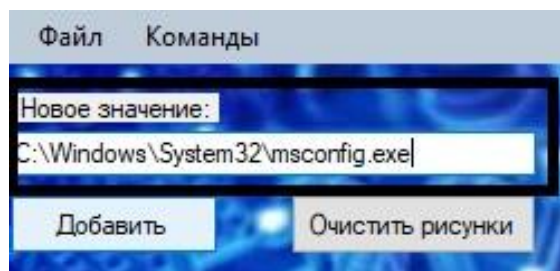 Файл Команды
Новое значение:
C:\Windows\System32\msconfig.exe
Добавить Очистить рисунки